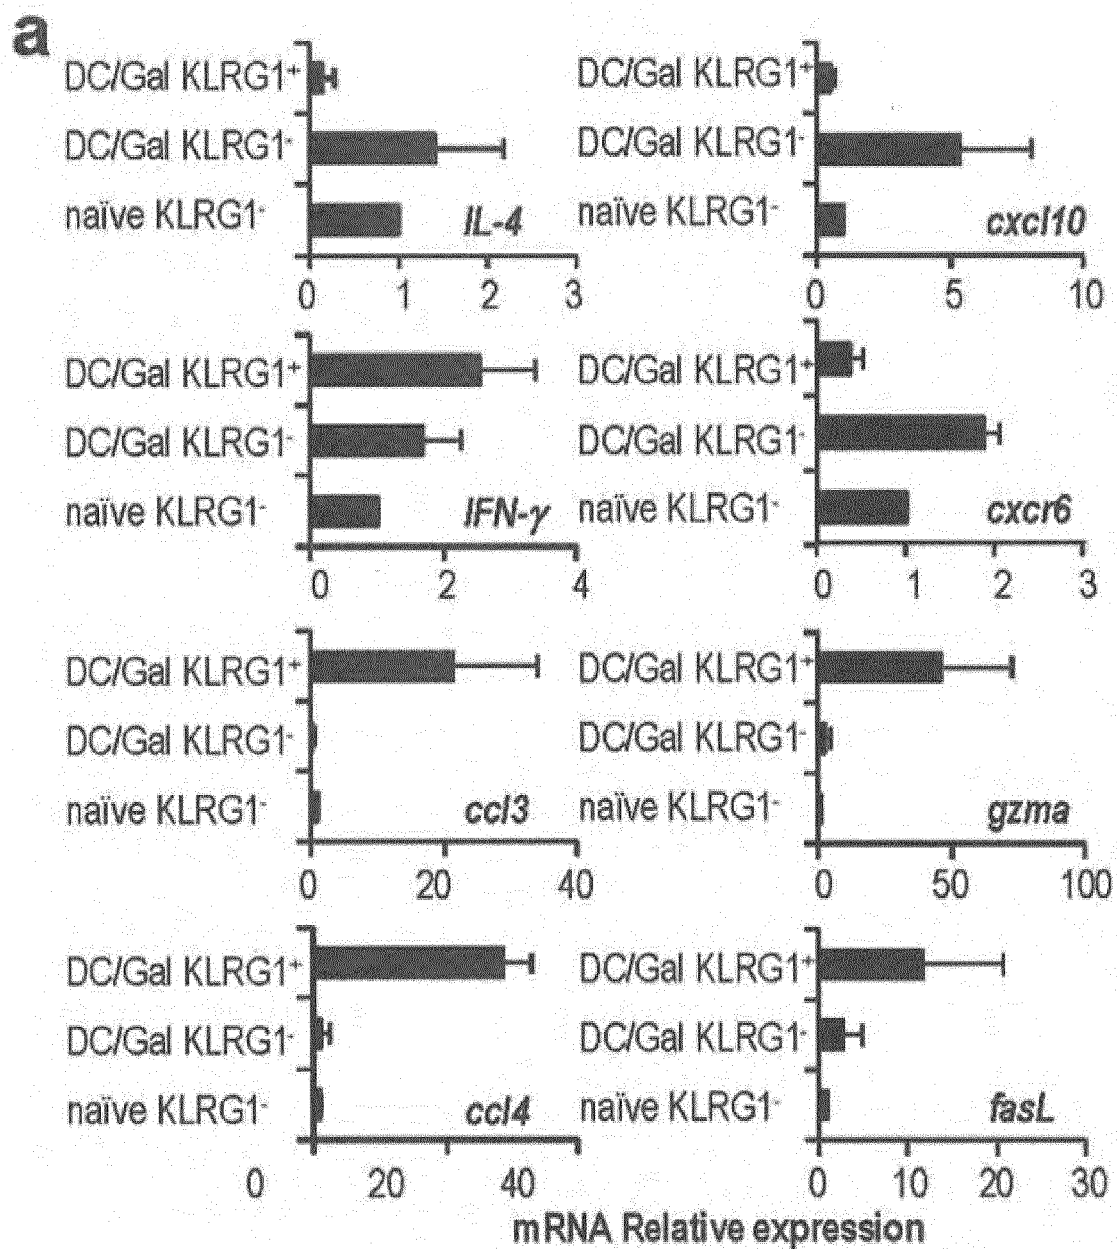 a
DC/Gal KLRG1⁺
DC/Gal KLRG1⁻
naïve KLRG1⁻
IL-4
0 1 2 3
DC/Gal KLRG1⁺
DC/Gal KLRG1⁻
naïve KLRG1⁻
cxcl10
0 5 10
DC/Gal KLRG1⁺
DC/Gal KLRG1⁻
naïve KLRG1⁻
IFN-γ
0 2 4
DC/Gal KLRG1⁺
DC/Gal KLRG1⁻
naïve KLRG1⁻
cxcr6
0 1 2 3
DC/Gal KLRG1⁺
DC/Gal KLRG1⁻
naïve KLRG1⁻
ccl3
0 20 40
DC/Gal KLRG1⁺
DC/Gal KLRG1⁻
naïve KLRG1⁻
gzma
0 50 100
DC/Gal KLRG1⁺
DC/Gal KLRG1⁻
naïve KLRG1⁻
ccl4
0 20 40
DC/Gal KLRG1⁺
DC/Gal KLRG1⁻
naïve KLRG1⁻
fasL
0 10 20 30
mRNA Relative expression